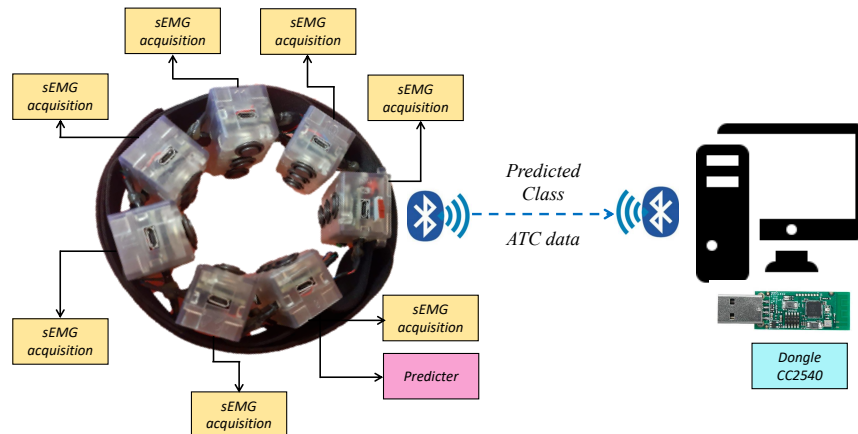 sEMG
acquisition
sEMG
acquisition
sEMG
acquisition
sEMG
acquisition
Predicted
Class
ATC data
sEMG
acquisition
sEMG
acquisition
Predicter
sEMG
acquisition
Dongle
CC2540